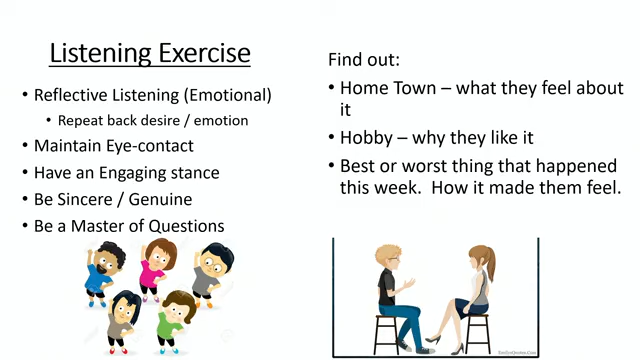 Listening Exercise
• Reflective Listening (Emotional)
• Repeat back desire / emotion
• Maintain Eye-contact
• Have an Engaging stance
• Be Sincere / Genuine
• Be a Master of Questions
Find out:
• Home Town – what they feel about
it
• Hobby – why they like it
• Best or worst thing that happened
this week.  How it made them feel.